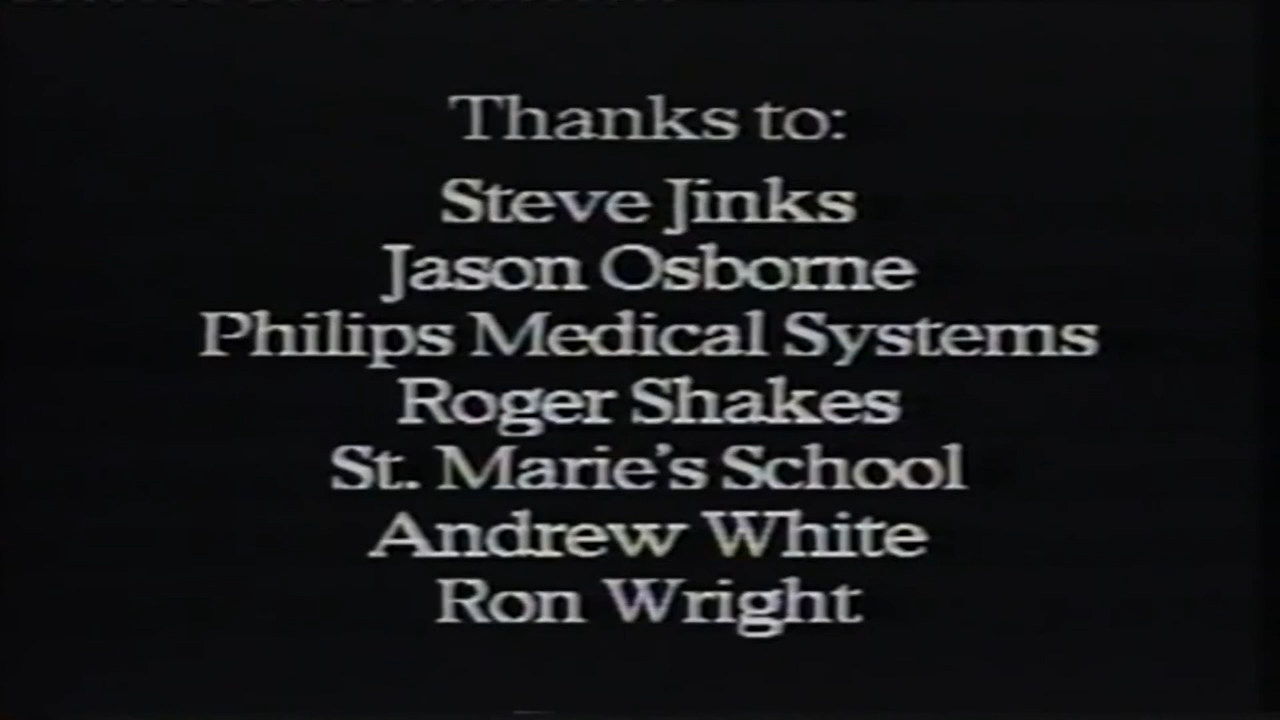 Thanks to:
Steve Jinks
Jason Osborne
Philips Medical Systems
Roger Shakes
St. Marie's School
Andrew White
Ron Wright